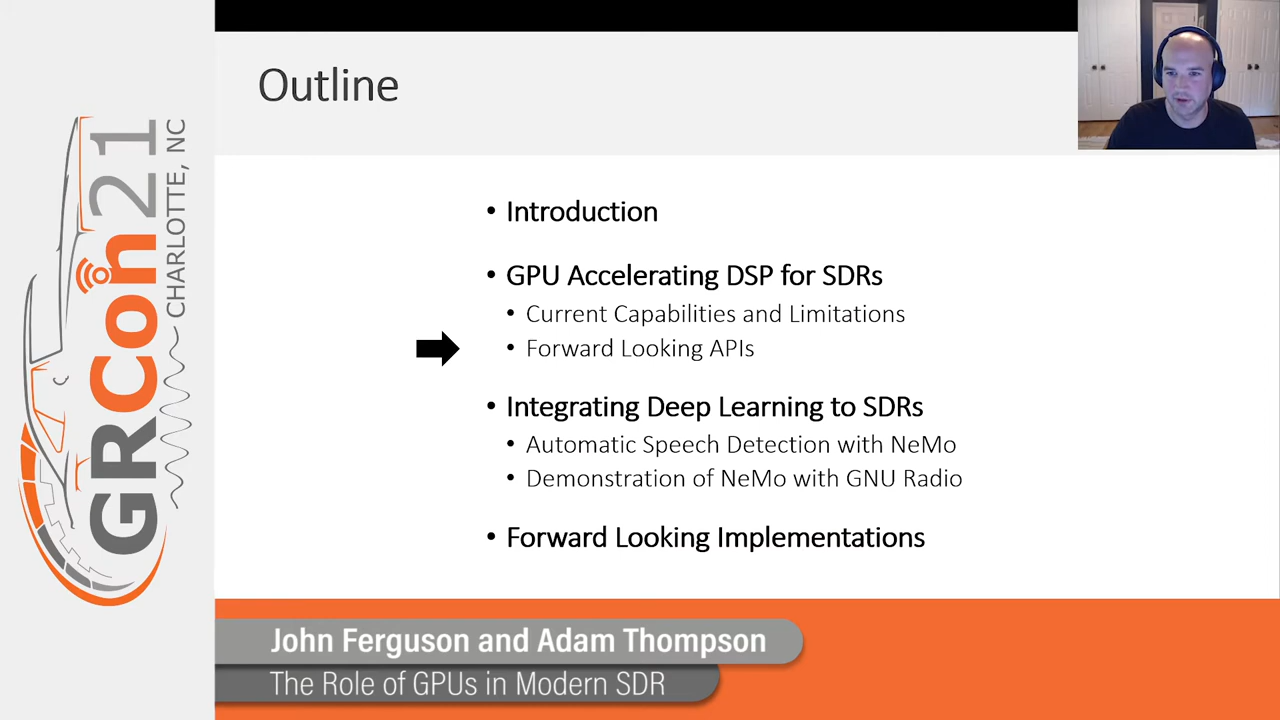 GRCon21
CHARLOTTE, NC
Outline
• Introduction
• GPU Accelerating DSP for SDRs
• Current Capabilities and Limitations
• Forward Looking APIs
• Integrating Deep Learning to SDRs
• Automatic Speech Detection with NeMo
• Demonstration of NeMo with GNU Radio
• Forward Looking Implementations
John Ferguson and Adam Thompson
The Role of GPUs in Modern SDR